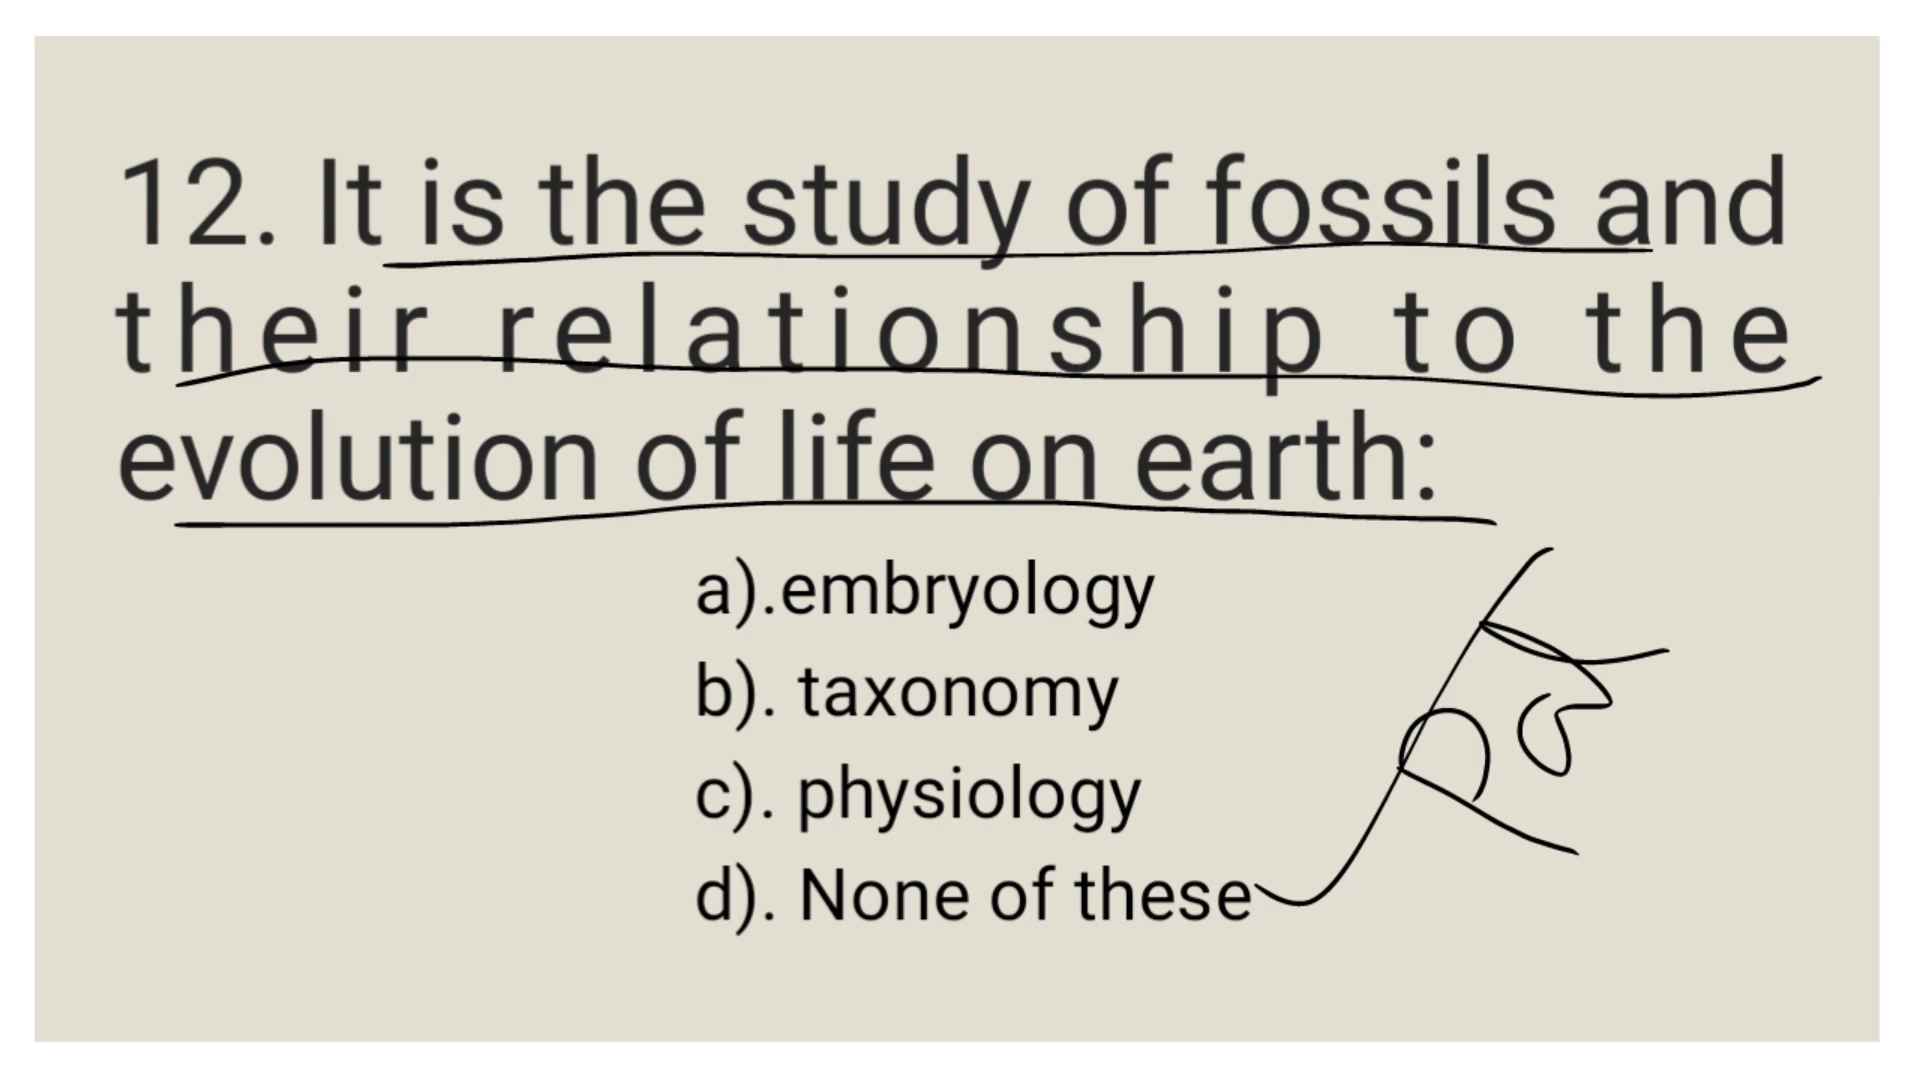 12. It is the study of fossils and
their relationship to the
evolution of life on earth:
a).embryology
b). taxonomy
c). physiology
d). None of these